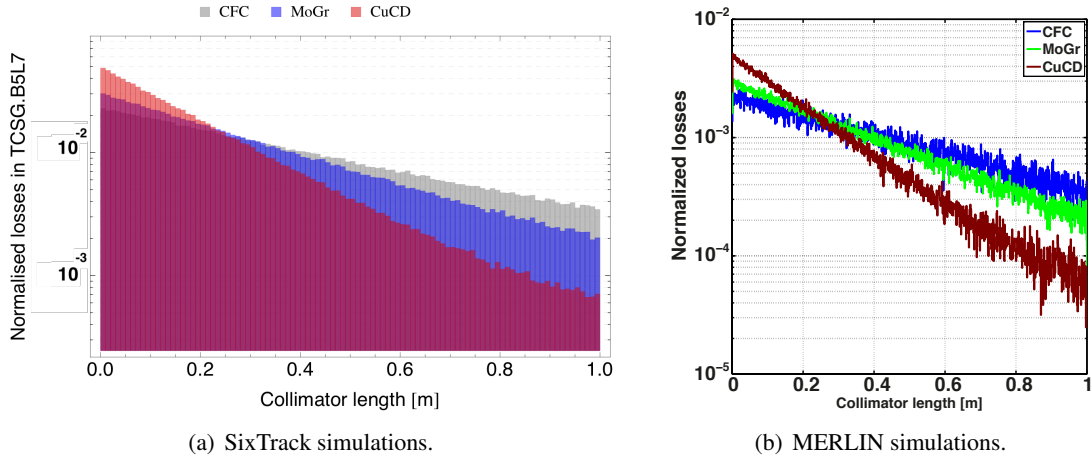 CFC MoGr CuCD
Normalised losses in TCSG.B5L7
10^-2
10^-3
0.0 0.2 0.4 0.6 0.8 1.0
Collimator length [m]
(a) SixTrack simulations.
Normalized losses
10^-2
10^-3
10^-4
10^-5
CFC
MoGr
CuCD
0 0.2 0.4 0.6 0.8 1
Collimator length [m]
(b) MERLIN simulations.